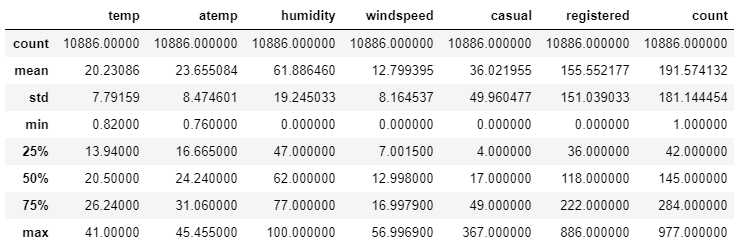 temp atemp humidity windspeed casual registered count
count 10886.00000 10886.000000 10886.000000 10886.000000 10886.000000 10886.000000 10886.000000
mean 20.23086 23.655084 61.886460 12.799395 36.021955 155.552177 191.574132
std 7.79159 8.474601 19.245033 8.164537 49.960477 151.039033 181.144454
min 0.82000 0.760000 0.000000 0.000000 0.000000 0.000000 1.000000
25% 13.94000 16.665000 47.000000 7.001500 4.000000 36.000000 42.000000
50% 20.50000 24.240000 62.000000 12.998000 17.000000 118.000000 145.000000
75% 26.24000 31.060000 77.000000 16.997900 49.000000 222.000000 284.000000
max 41.00000 45.455000 100.000000 56.996900 367.000000 886.000000 977.000000